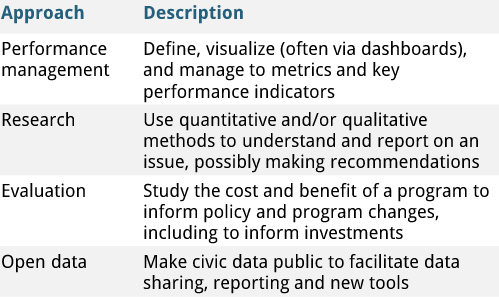 Approach Description
Performance Define, visualize (often via dashboards),
management and manage to metrics and key
performance indicators
Research Use quantitative and/or qualitative
methods to understand and report on an
issue, possibly making recommendations
Evaluation Study the cost and benefit of a program to
inform policy and program changes,
including to inform investments
Open data Make civic data public to facilitate data
sharing, reporting and new tools